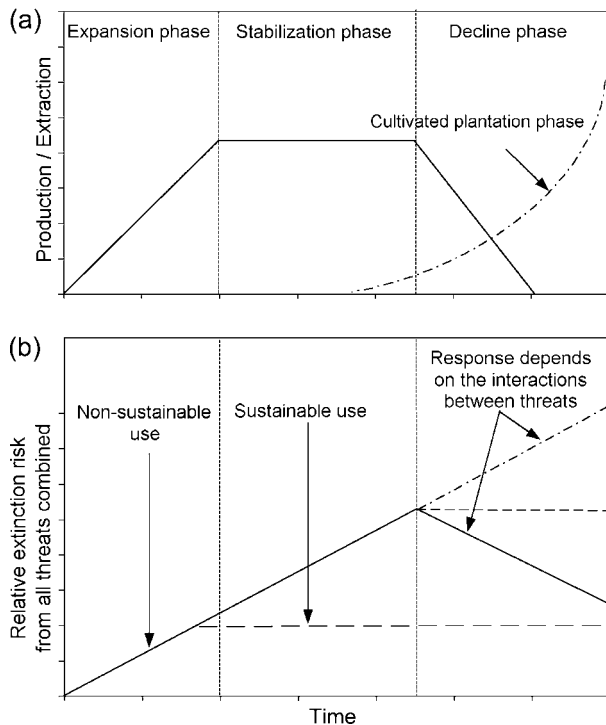 (a)
Expansion phase
Stabilization phase
Decline phase
Cultivated plantation phase
Production / Extraction
(b)
Non-sustainable
use
Sustainable use
Response depends
on the interactions
between threats
Relative extinction risk
from all threats combined
Time